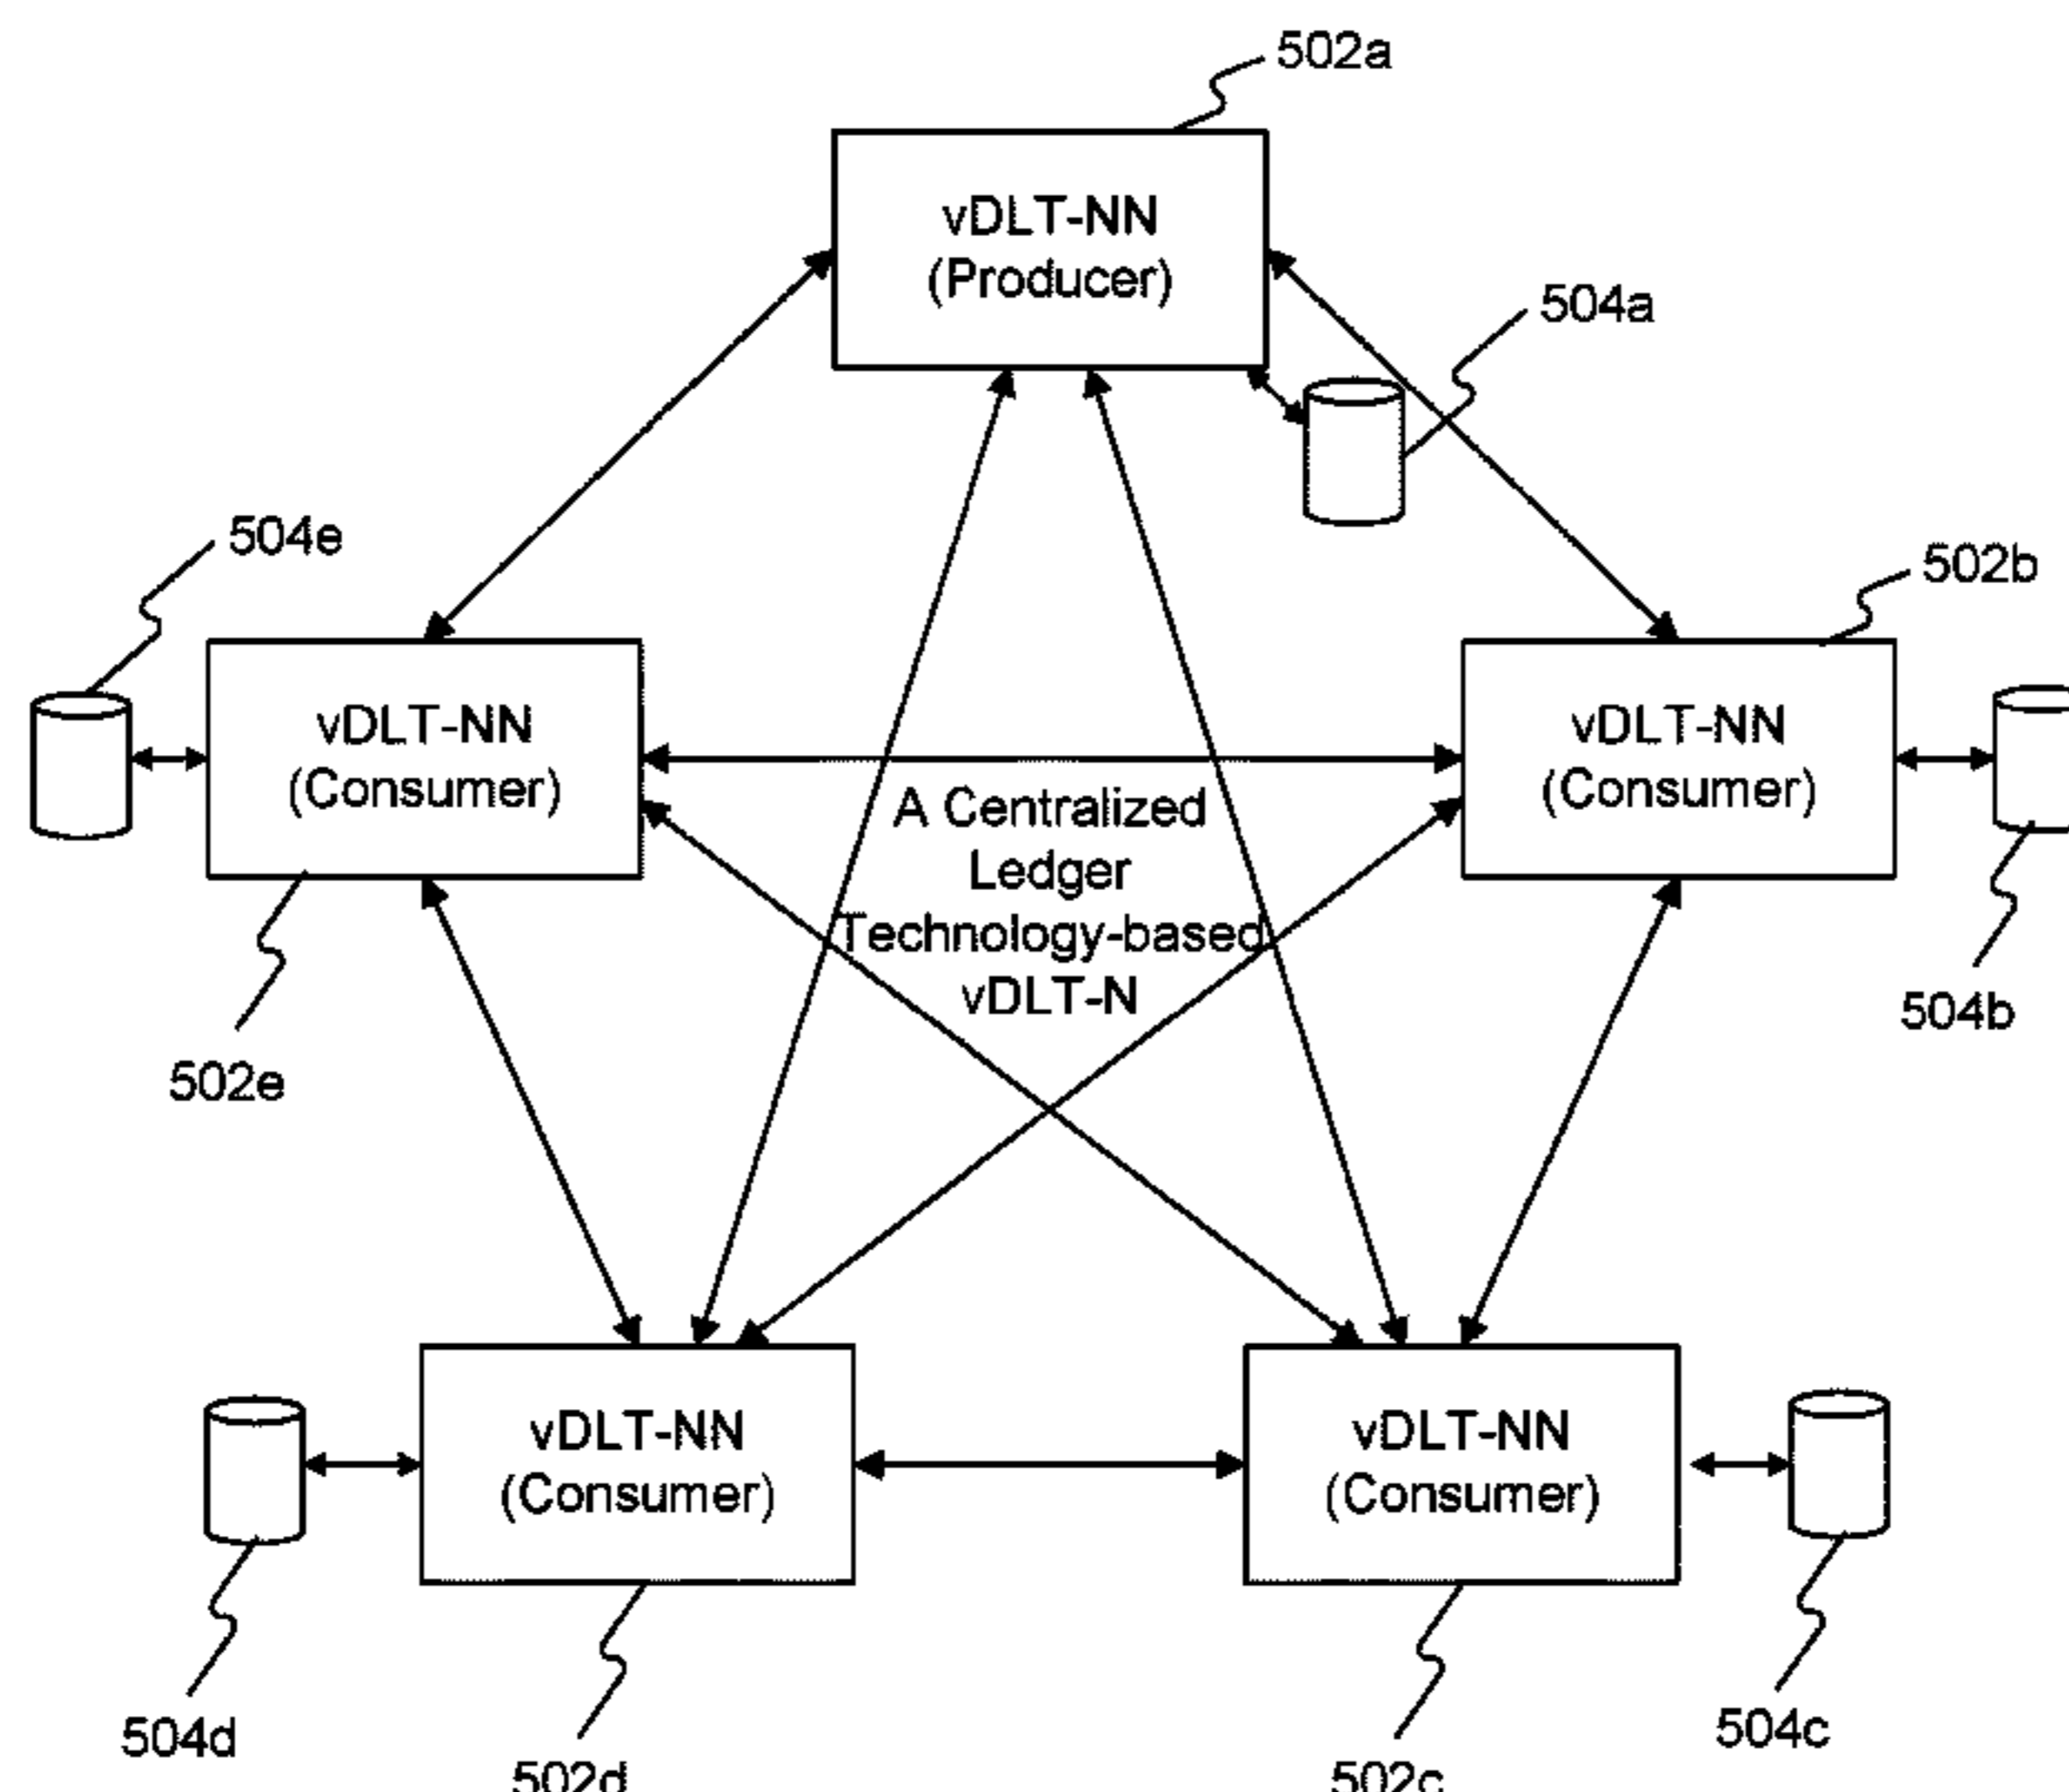 502a
vDLT-NN
(Producer)
504a
504e
502b
vDLT-NN
(Consumer)
vDLT-NN
(Consumer)
A Centralized
Ledger
Technology-based
vDLT-N
504b
502e
vDLT-NN
(Consumer)
vDLT-NN
(Consumer)
504d
504c
502d
502c